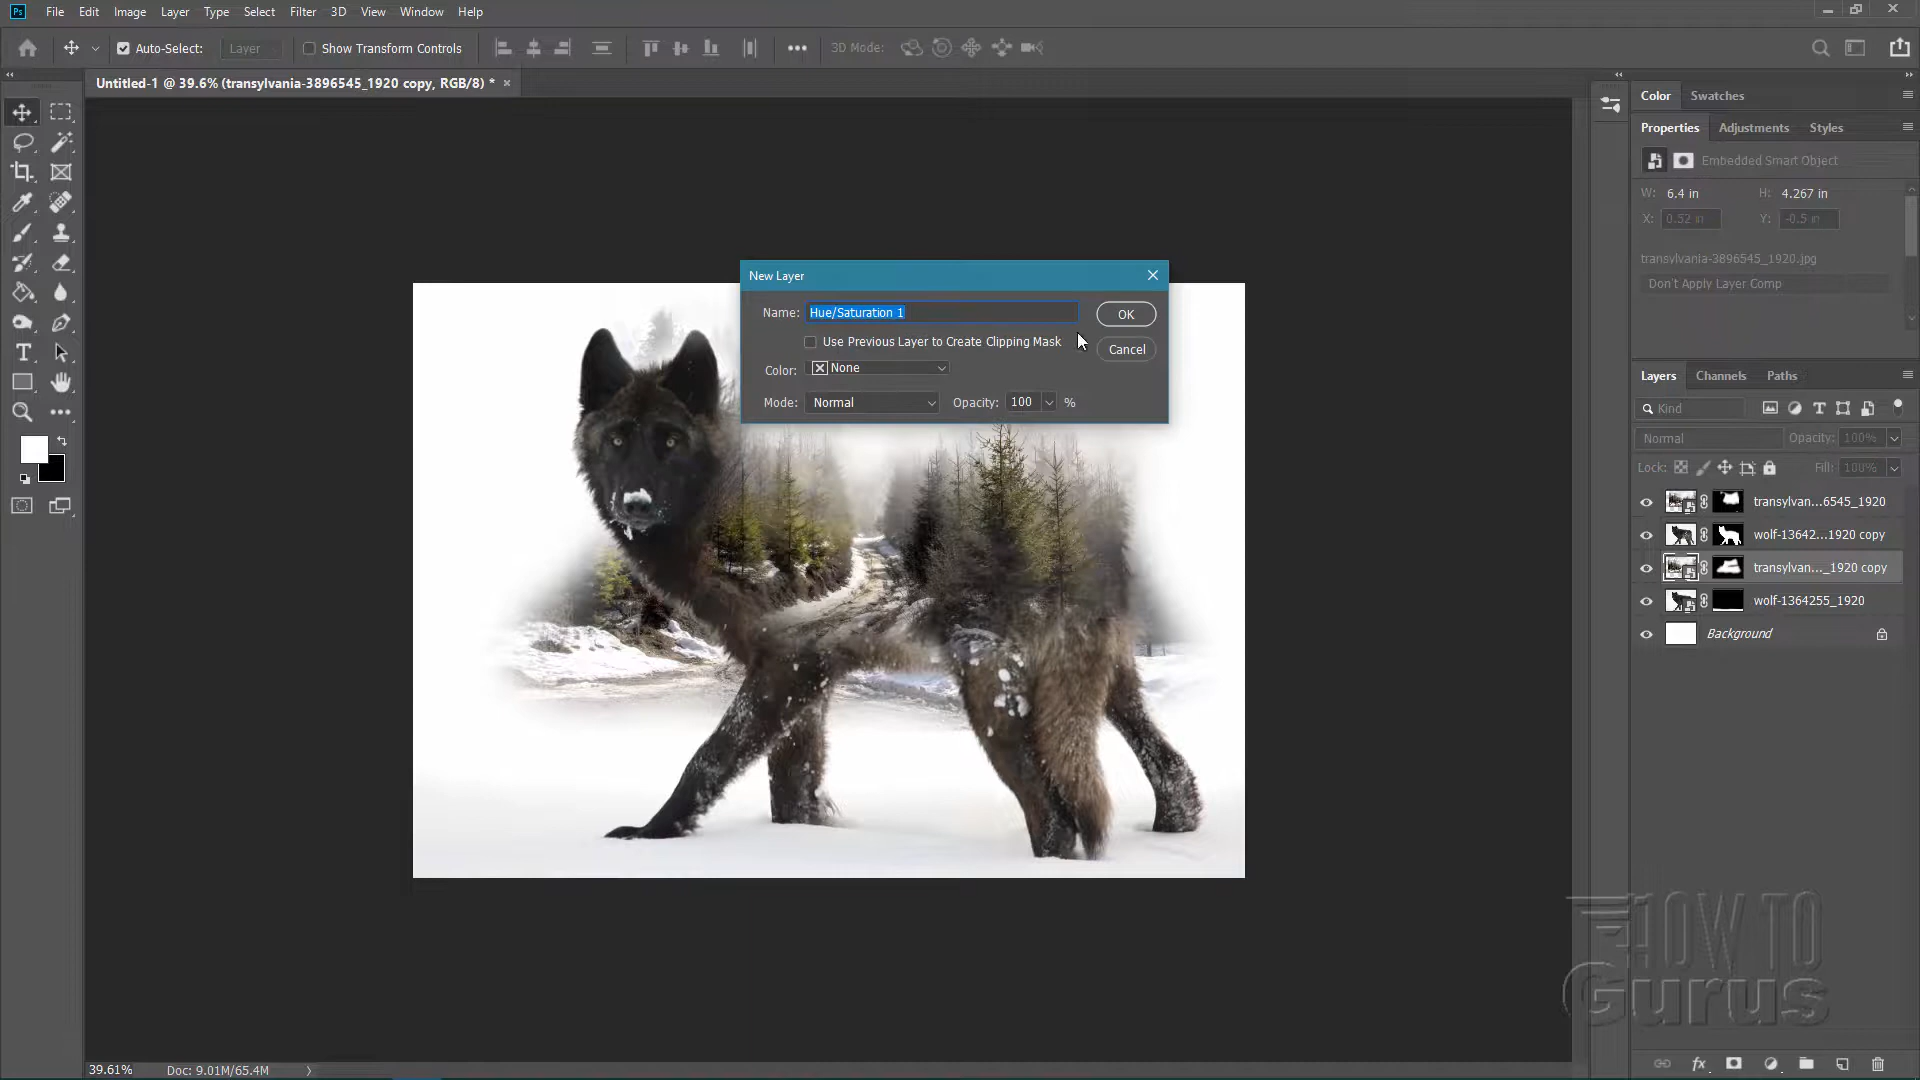 Ps File Edit Image Layer Type Select Filter 3D View Window Help
Auto-Select: Layer Show Transform Controls 3D Mode:
Untitled-1 @ 39.6% (transylvania-3896545_1920 copy, RGB/8) *
Color Swatches
Properties Adjustments Styles
Embedded Smart Object
W: 6.4 in H: 4.267 in
X: 0.52 in Y: -0.5 in
transylvania-3896545_1920.jpg
Don't Apply Layer Comp
New Layer
Name: Hue/Saturation 1 OK
Use Previous Layer to Create Clipping Mask
Cancel
Color: None
Mode: Normal Opacity: 100 %
Layers Channels Paths
Kind
Normal Opacity: 100%
Lock: Fill: 100%
transylvan...6545_1920
wolf-13642...1920 copy
transylvan..._1920 copy
wolf-1364255_1920
Background
HOW TO
Gurus
39.61% Doc: 9.01M/65.4M
fx